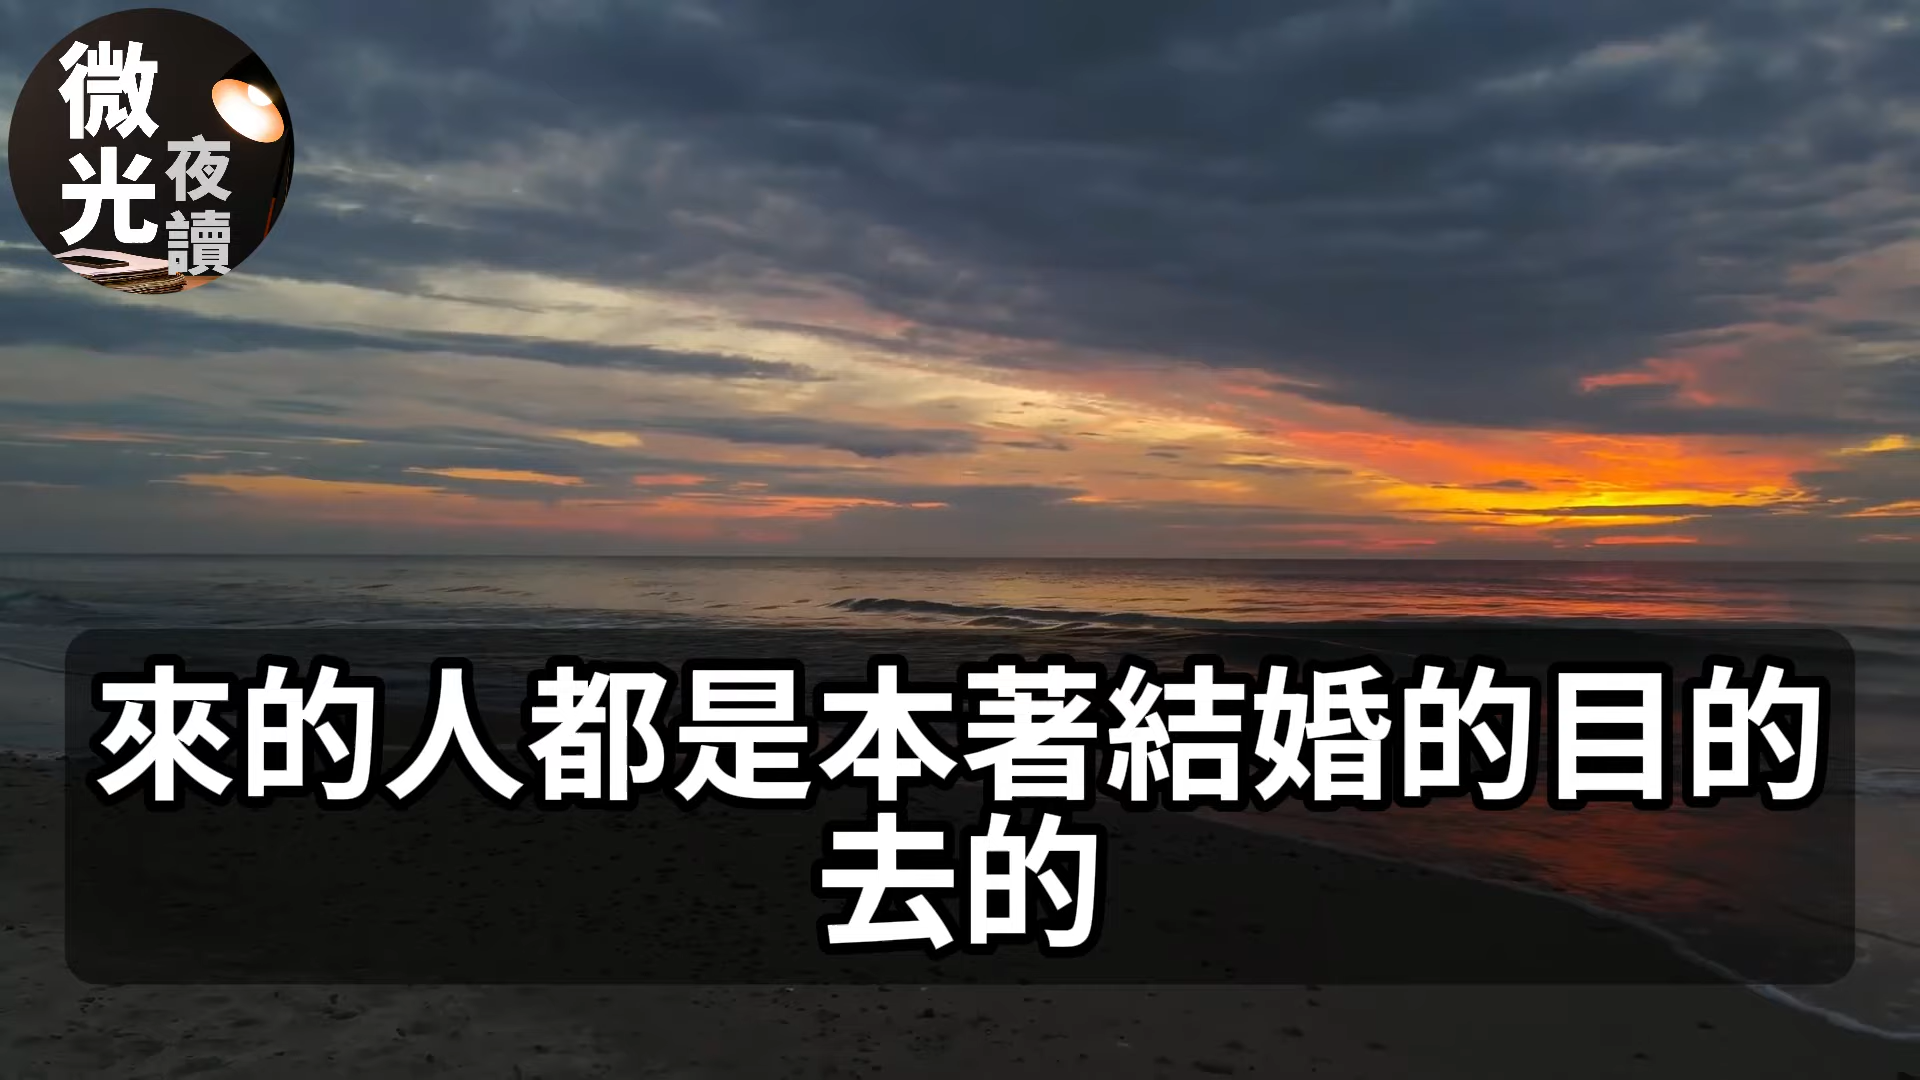 微光
夜讀
來的人都是本著結婚的目的
去的